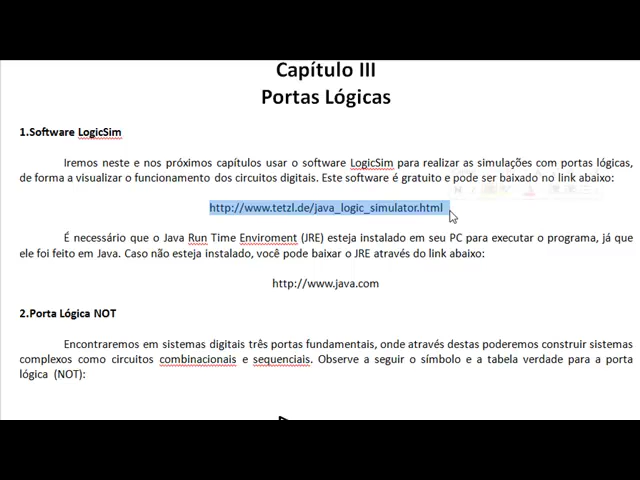 Capítulo III
Portas Lógicas
1.Software LogicSim
Iremos neste e nos próximos capítulos usar o software LogicSim para realizar as simulações com portas lógicas,
de forma a visualizar o funcionamento dos circuitos digitais. Este software é gratuito e pode ser baixado no link abaixo:
http://www.tetzl.de/java_logic_simulator.html
É necessário que o Java Run Time Enviroment (JRE) esteja instalado em seu PC para executar o programa, já que
ele foi feito em Java. Caso não esteja instalado, você pode baixar o JRE através do link abaixo:
http://www.java.com
2.Porta Lógica NOT
Encontraremos em sistemas digitais três portas fundamentais, onde através destas poderemos construir sistemas
complexos como circuitos combinacionais e sequenciais. Observe a seguir o símbolo e a tabela verdade para a porta
lógica (NOT):